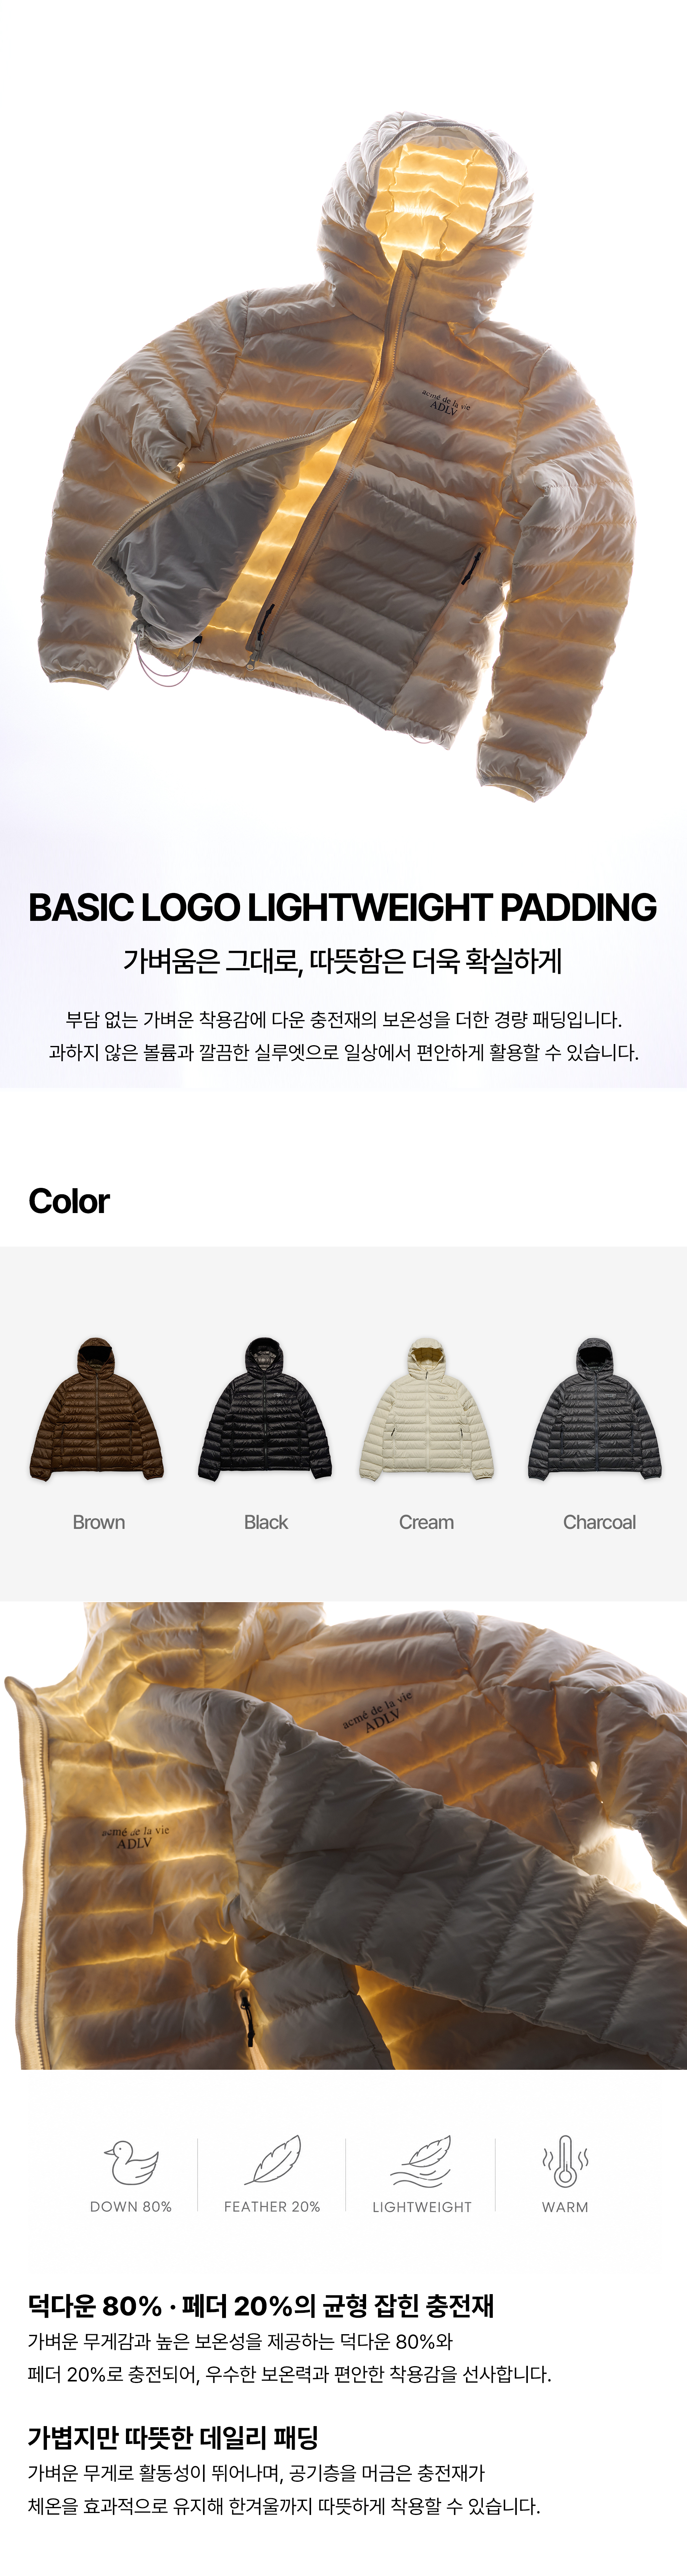 acmé de la vie
ADLV
BASIC LOGO LIGHTWEIGHT PADDING
가벼움은 그대로, 따뜻함은 더욱 확실하게
부담 없는 가벼운 착용감에 다운 충전재의 보온성을 더한 경량 패딩입니다.
과하지 않은 볼륨과 깔끔한 실루엣으로 일상에서 편안하게 활용할 수 있습니다.
Color
Brown
Black
Cream
Charcoal
acmé de la vie
ADLV
acmé de la vie
ADLV
DOWN 80%
FEATHER 20%
LIGHTWEIGHT
WARM
덕다운 80% · 페더 20%의 균형 잡힌 충전재
가벼운 무게감과 높은 보온성을 제공하는 덕다운 80%와
페더 20%로 충전되어, 우수한 보온력과 편안한 착용감을 선사합니다.
가볍지만 따뜻한 데일리 패딩
가벼운 무게로 활동성이 뛰어나며, 공기층을 머금은 충전재가
체온을 효과적으로 유지해 한겨울까지 따뜻하게 착용할 수 있습니다.